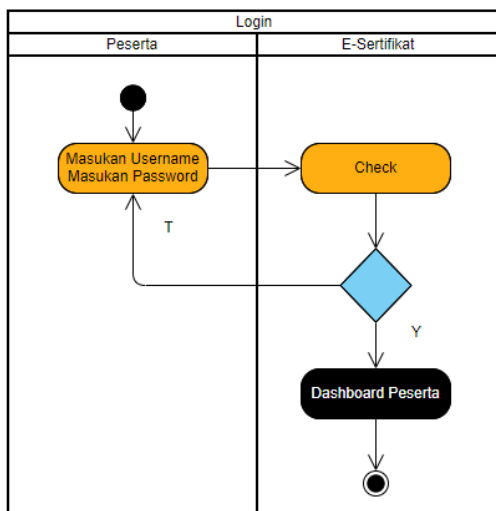 Login
Peserta
E-Sertifikat
Masukan Username
Masukan Password
Check
T
Y
Dashboard Peserta